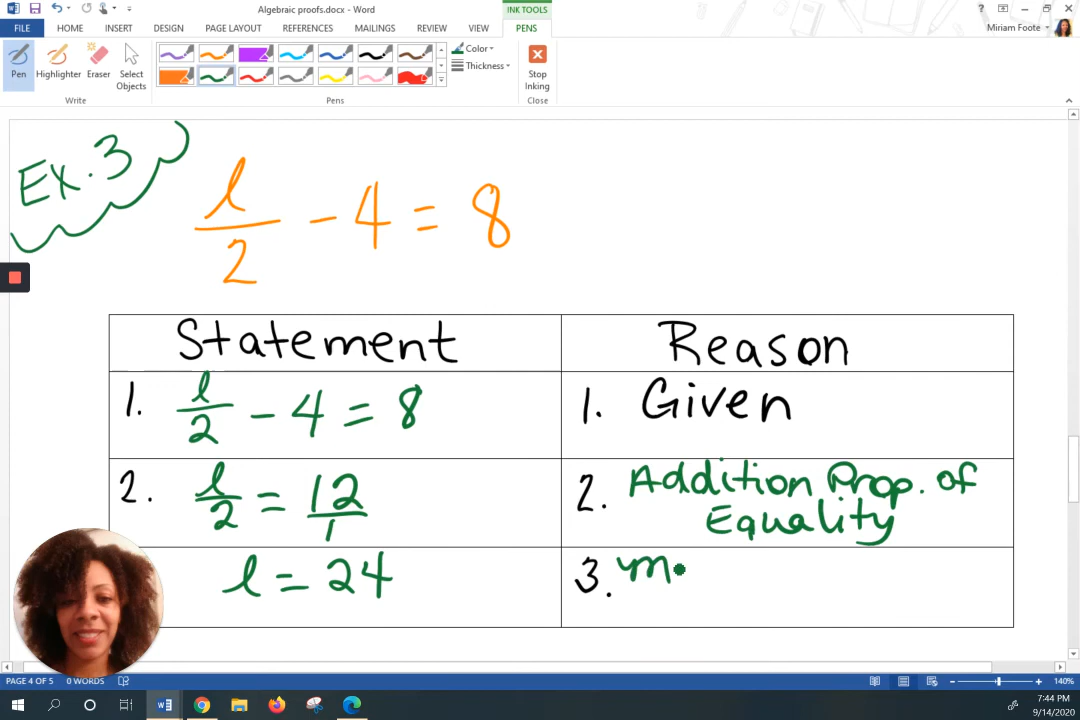 Algebraic proofs.docx - Word
INK TOOLS
FILE HOME INSERT DESIGN PAGE LAYOUT REFERENCES MAILINGS REVIEW VIEW PENS
Miriam Foote
Pen Highlighter Eraser Select Objects
Color
Thickness
Stop Inking
Write Pens Close
Ex. 3
l/2 - 4 = 8
Statement Reason
1. l/2 - 4 = 8 1. Given
2. l/2 = 12/1 2. Addition Prop. of
Equality
l = 24 3. m
PAGE 4 OF 5 0 WORDS 140%
7:44 PM
9/14/2020